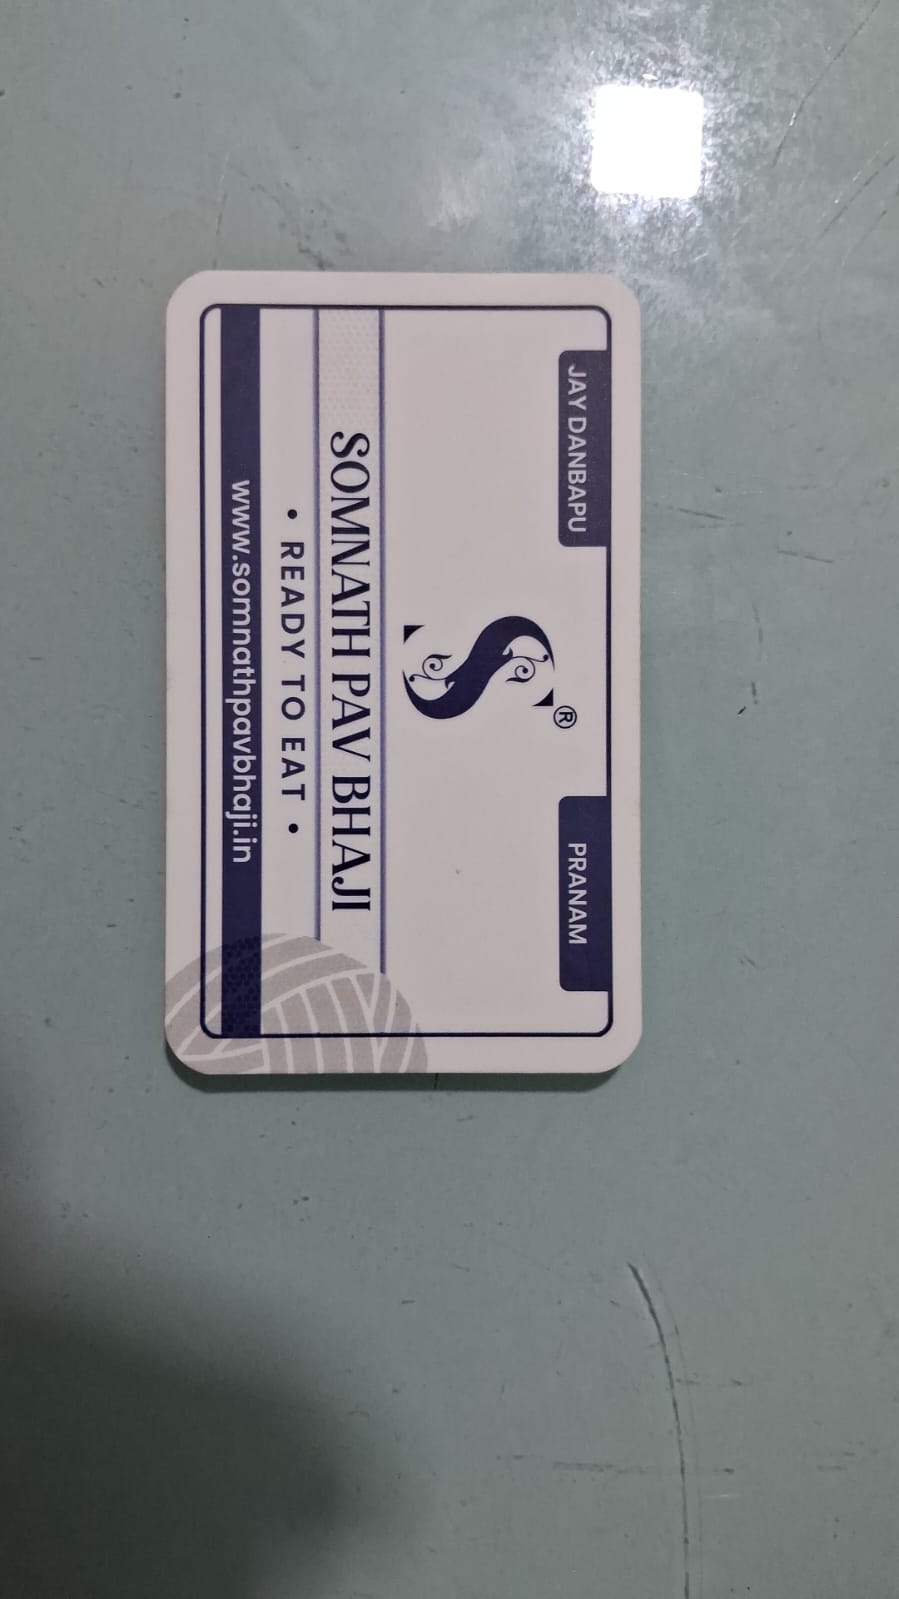 JAY DANBAPU
PRANAM
S®
SOMNATH PAV BHAJI
• READY TO EAT •
www.somnathpavbhaji.in